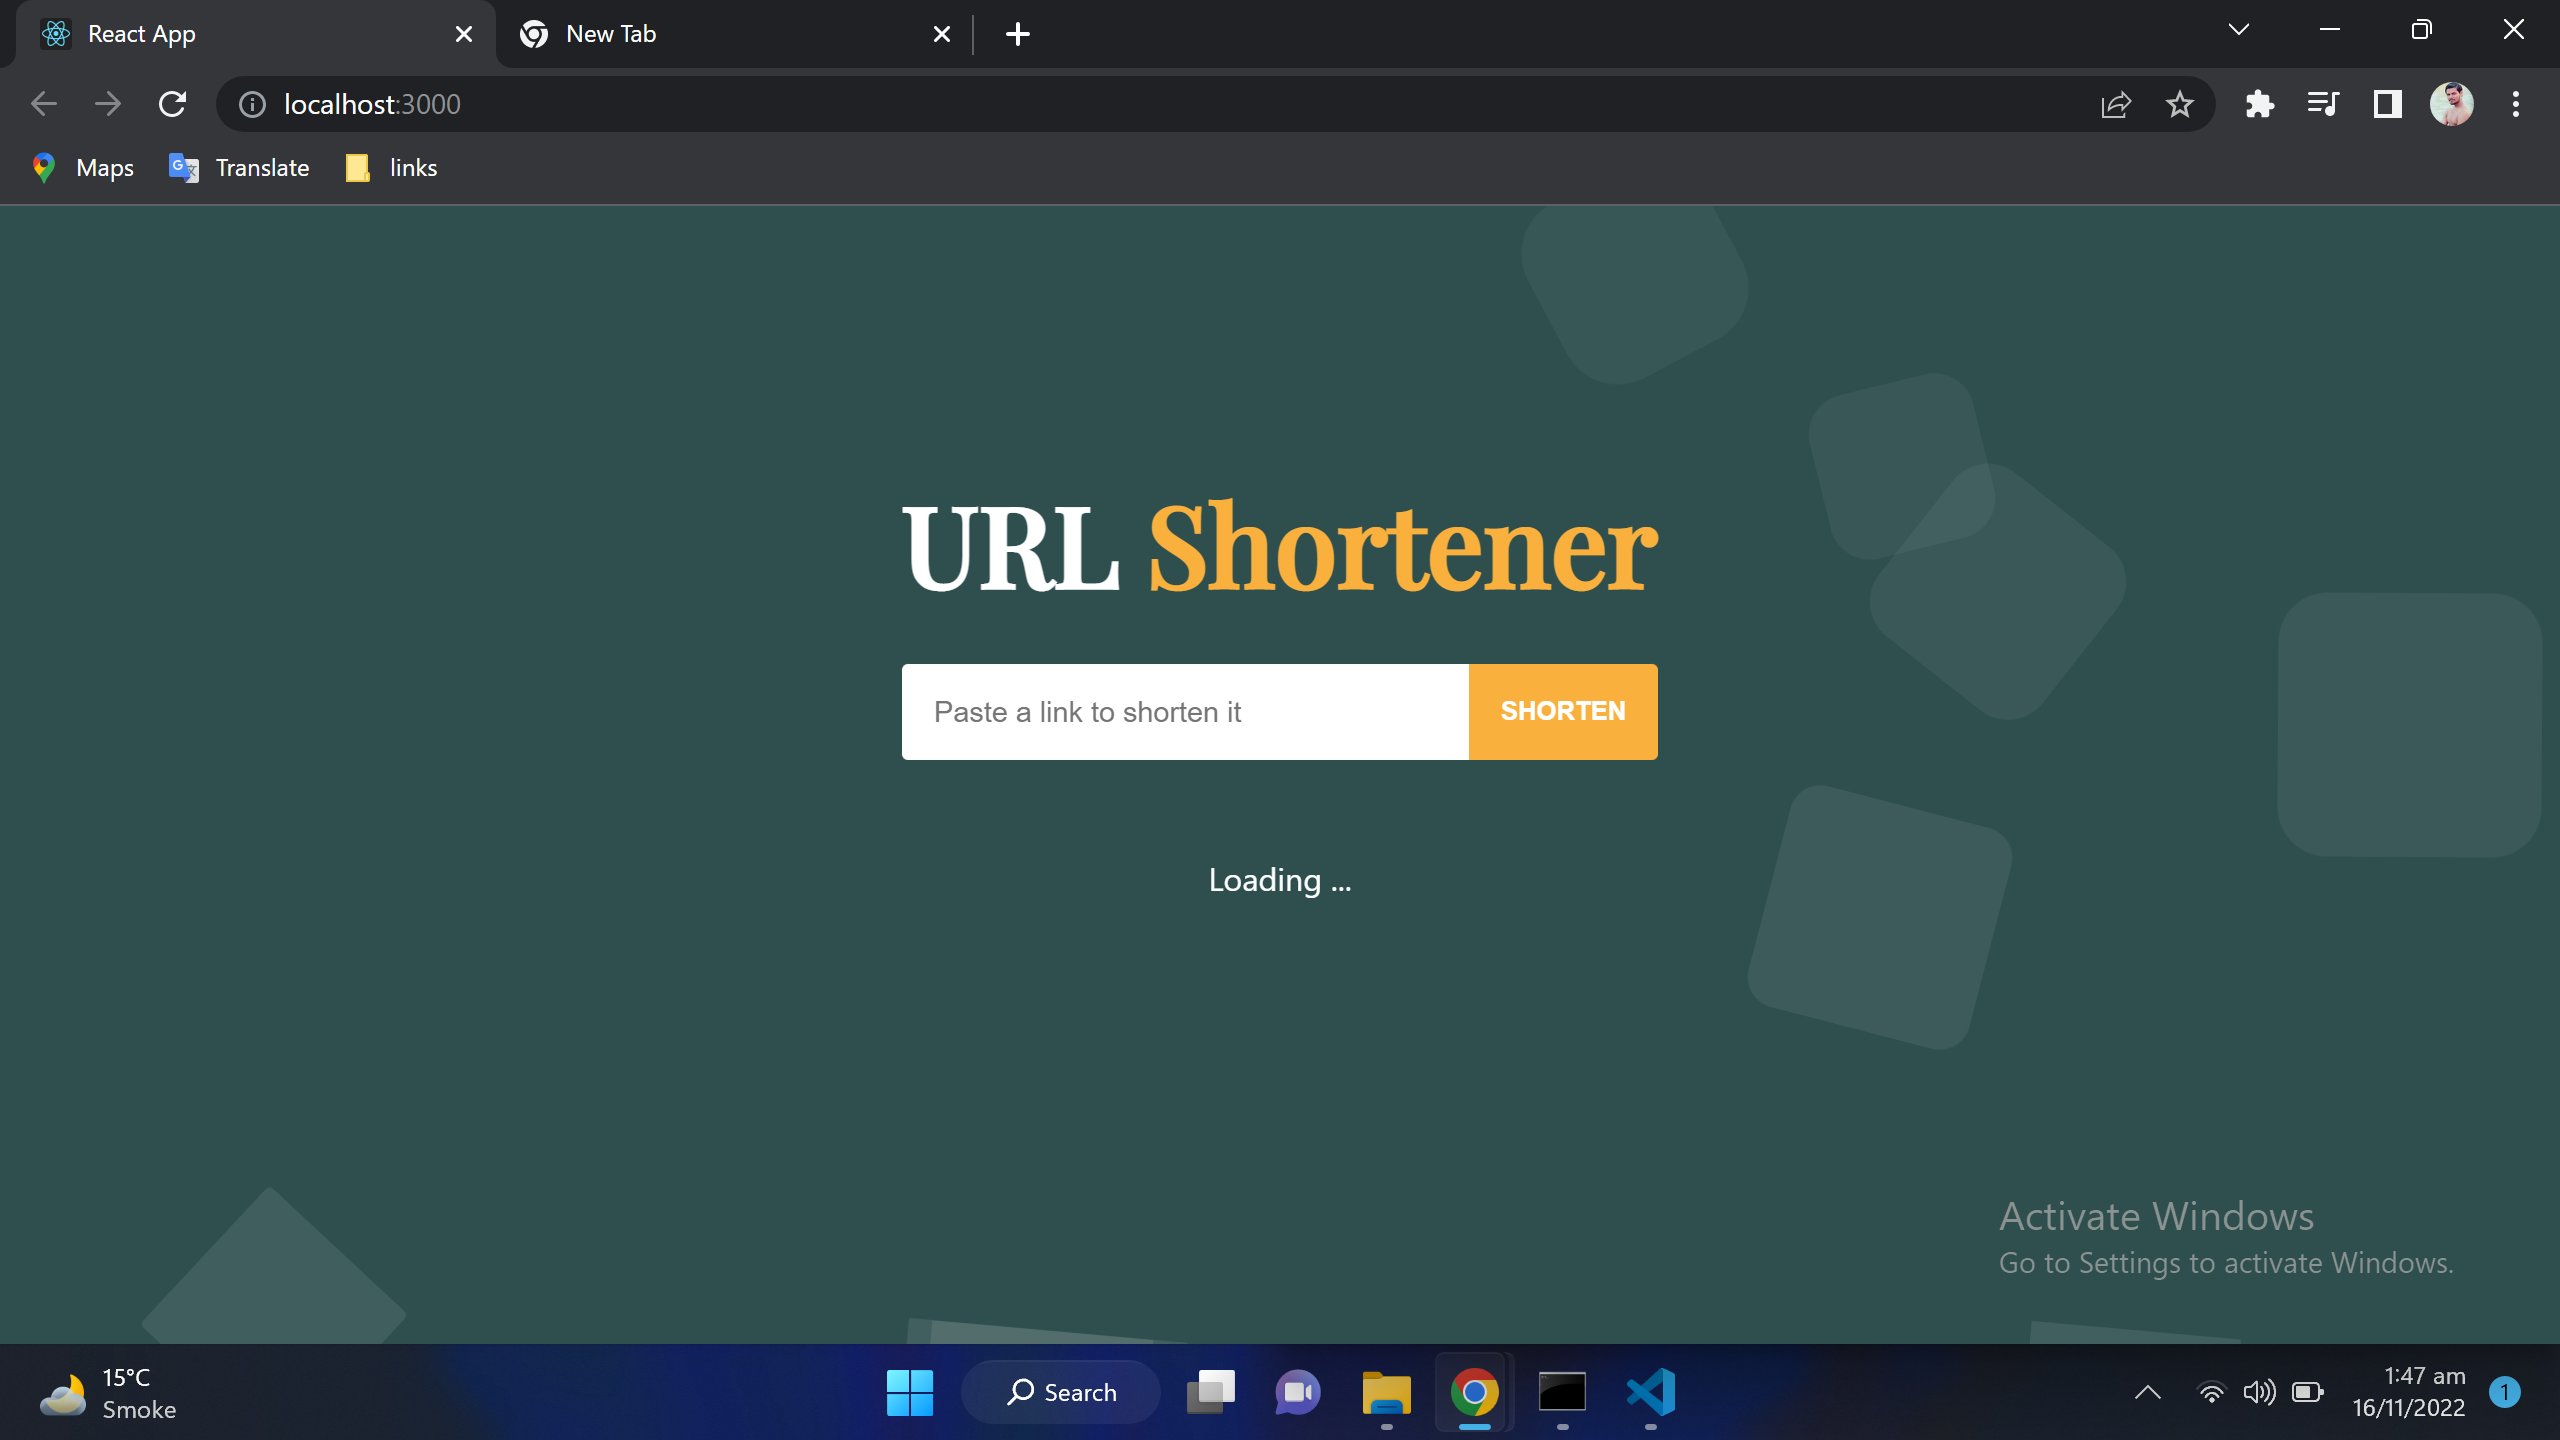 React App
New Tab
localhost:3000
Maps
Translate
links
URL Shortener
Paste a link to shorten it
SHORTEN
Loading ...
Activate Windows
Go to Settings to activate Windows.
15°C
Smoke
Search
1:47 am
16/11/2022
1